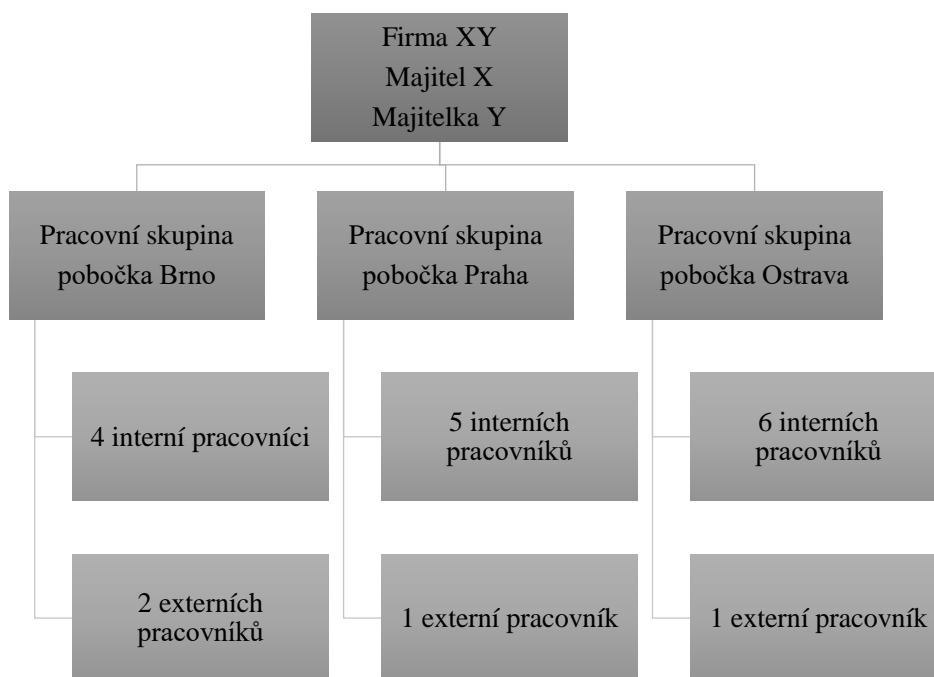 Firma XY
Majitel X
Majitelka Y
Pracovní skupina
pobočka Brno
Pracovní skupina
pobočka Praha
Pracovní skupina
pobočka Ostrava
4 interní pracovníci
5 interních
pracovníků
6 interních
pracovníků
2 externích
pracovníků
1 externí pracovník
1 externí pracovník